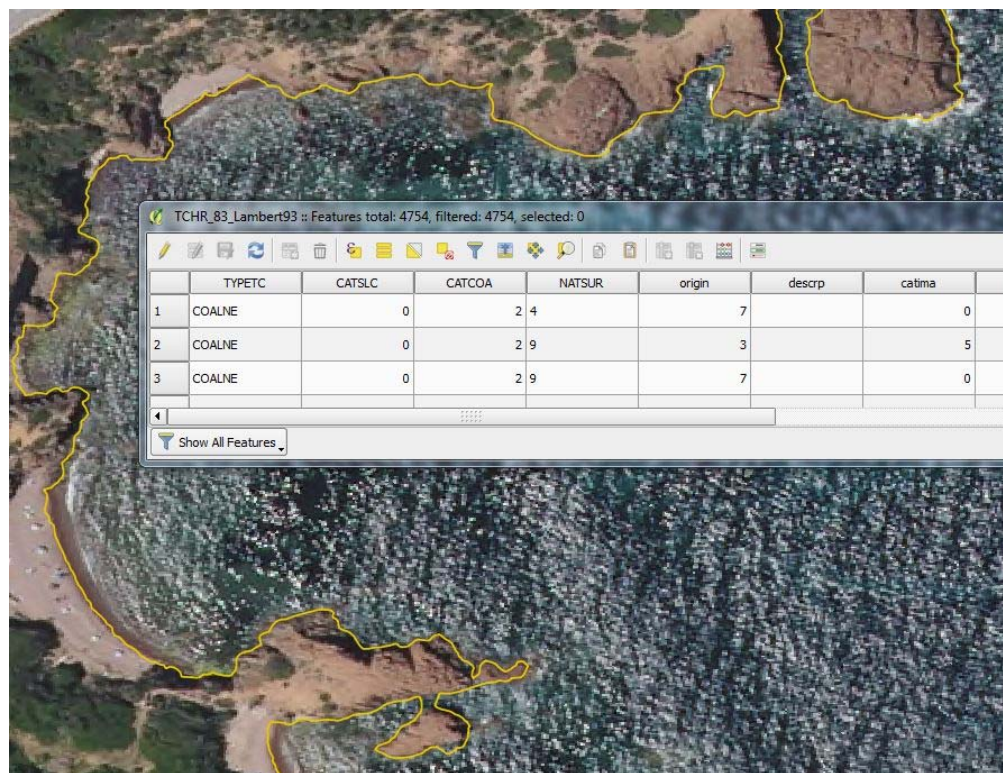 TCHR_83_Lambert93 :: Features total: 4754, filtered: 4754, selected: 0
TYPETC CATSLC CATCOA NATSUR origin descrp catima
1 COALNE 0 2 4 7 0
2 COALNE 0 2 9 3 5
3 COALNE 0 2 9 7 0
Show All Features